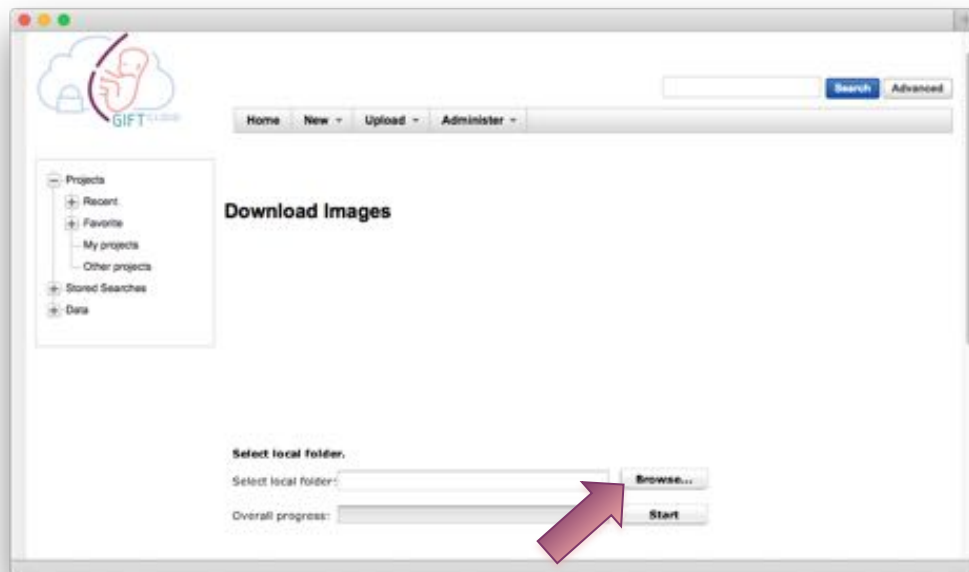 GIFT CLOUD
Search Advanced
Home New Upload Administer
Projects
Recent
Favorite
My projects
Other projects
Stored Searches
Data
Download Images
Select local folder.
Select local folder:
Browse...
Overall progress:
Start